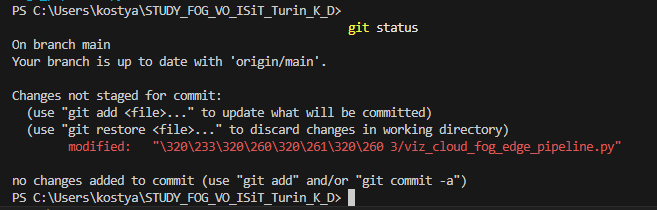 PS C:\Users\kostya\STUDY_FOG_VO_ISiT_Turin_K_D>
git status
On branch main
Your branch is up to date with 'origin/main'.
Changes not staged for commit:
(use "git add <file>..." to update what will be committed)
(use "git restore <file>..." to discard changes in working directory)
modified:   "\320\233\320\260\320\261\320\260 3/viz_cloud_fog_edge_pipeline.py"
no changes added to commit (use "git add" and/or "git commit -a")
PS C:\Users\kostya\STUDY_FOG_VO_ISiT_Turin_K_D>